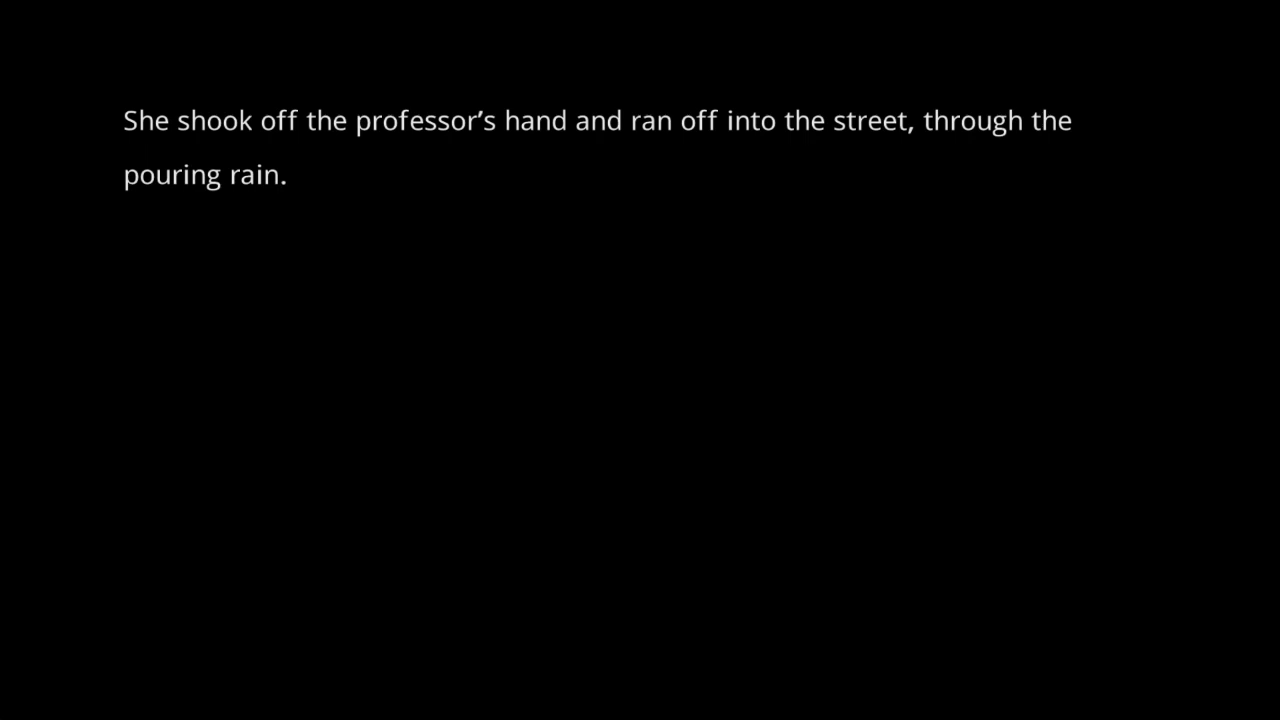 She shook off the professor’s hand and ran off into the street, through the
pouring rain.